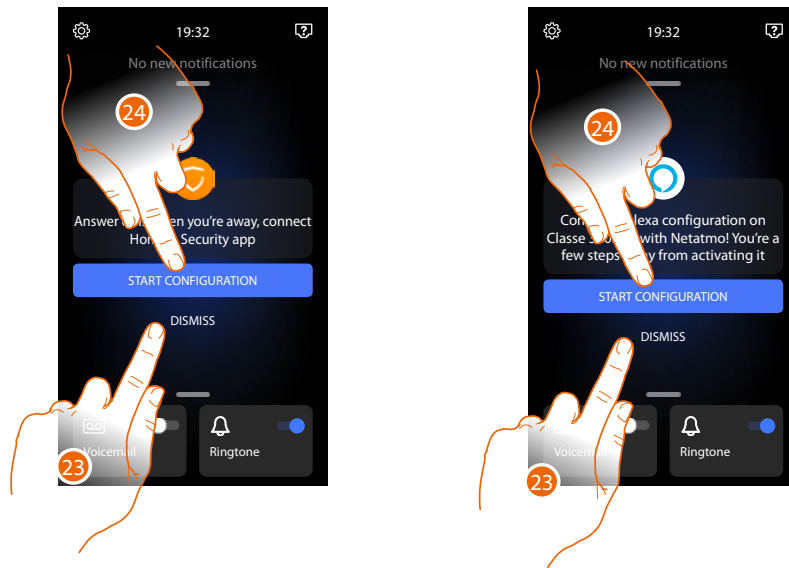 19:32
No new notifications
24
Answer en you're away, connect
Security app
START CONFIGURATION
DISMISS
Voicemail
Ringtone
23
19:32
No new notifications
24
configuration on
Classe with Netatmo! You're a
few steps from activating it
START CONFIGURATION
DISMISS
Ringtone
23